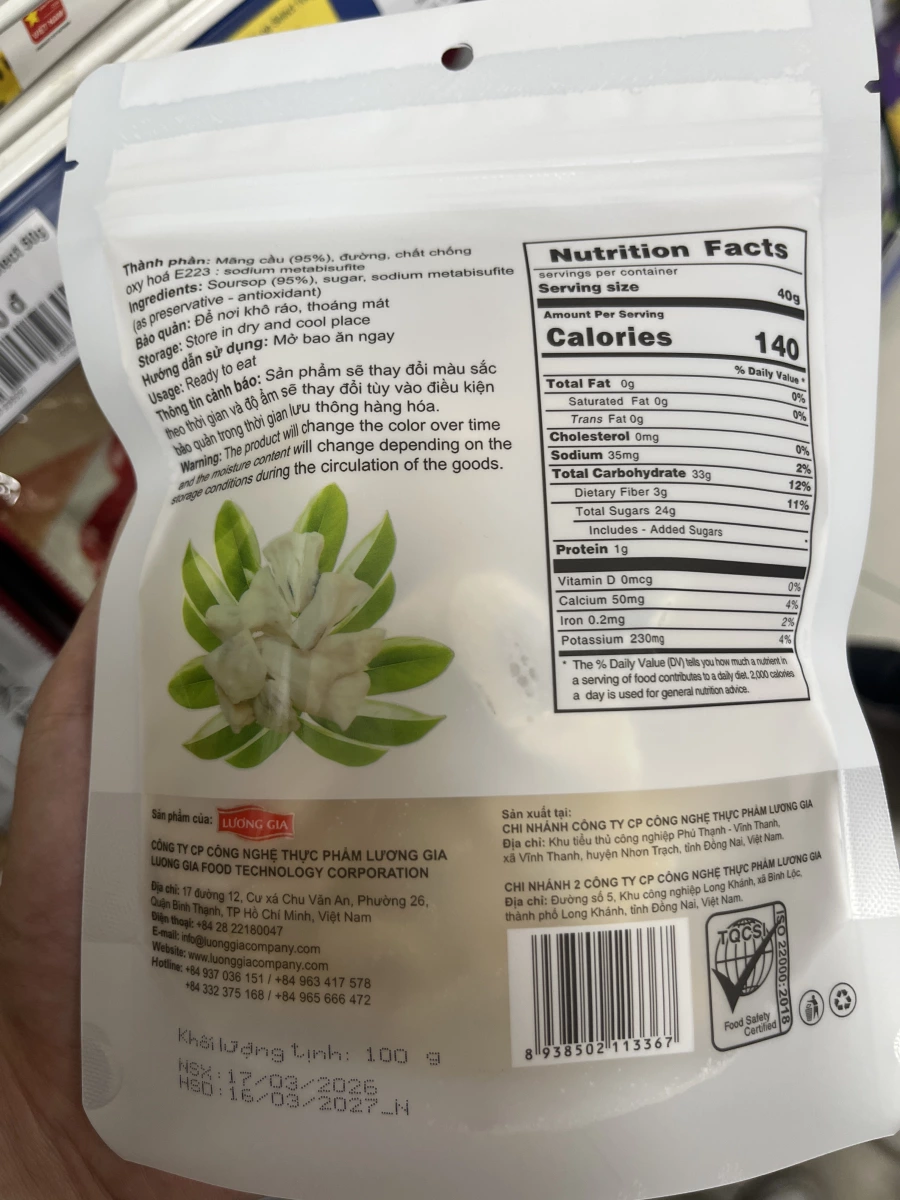 VIỆT NAM
90g
đ
Thành phần: Mãng cầu (95%), đường, chất chống
oxy hoá E223 : sodium metabisufite
Ingredients: Soursop (95%), sugar, sodium metabisufite
(as preservative - antioxidant)
Bảo quản: Để nơi khô ráo, thoáng mát
Storage: Store in dry and cool place
Hướng dẫn sử dụng: Mở bao ăn ngay
Usage: Ready to eat
Thông tin cảnh báo: Sản phẩm sẽ thay đổi màu sắc
theo thời gian và độ ẩm sẽ thay đổi tùy vào điều kiện
bảo quản trong thời gian lưu thông hàng hóa.
Warning: The product will change the color over time
and the moisture content will change depending on the
storage conditions during the circulation of the goods.
Nutrition Facts
servings per container
Serving size 40g
Amount Per Serving
Calories 140
% Daily Value *
Total Fat 0g 0%
Saturated Fat 0g 0%
Trans Fat 0g
Cholesterol 0mg 0%
Sodium 35mg 2%
Total Carbohydrate 33g 12%
Dietary Fiber 3g 11%
Total Sugars 24g
Includes - Added Sugars -
Protein 1g
Vitamin D 0mcg 0%
Calcium 50mg 4%
Iron 0.2mg 2%
Potassium 230mg 4%
* The % Daily Value (DV) tells you how much a nutrient in
a serving of food contributes to a daily diet. 2,000 calories
a day is used for general nutrition advice.
Sản phẩm của: LƯƠNG GIA
CÔNG TY CP CÔNG NGHỆ THỰC PHẨM LƯƠNG GIA
LUONG GIA FOOD TECHNOLOGY CORPORATION
Địa chỉ: 17 đường 12, Cư xá Chu Văn An, Phường 26,
Quận Bình Thạnh, TP Hồ Chí Minh, Việt Nam
Điện thoại: +84 28 22180047
E-mail: info@luonggiacompany.com
Website: www.luonggiacompany.com
Hotline: +84 937 036 151 / +84 963 417 578
+84 332 375 168 / +84 965 666 472
Sản xuất tại:
CHI NHÁNH CÔNG TY CP CÔNG NGHỆ THỰC PHẨM LƯƠNG GIA
Địa chỉ: Khu tiểu thủ công nghiệp Phú Thạnh - Vĩnh Thanh,
xã Vĩnh Thanh, huyện Nhơn Trạch, tỉnh Đồng Nai, Việt Nam.
CHI NHÁNH 2 CÔNG TY CP CÔNG NGHỆ THỰC PHẨM LƯƠNG GIA
Địa chỉ: Đường số 5, Khu công nghiệp Long Khánh, xã Bình Lộc,
thành phố Long Khánh, tỉnh Đồng Nai, Việt Nam.
8 938502 113367
TQCSI
Food Safety
Certified
ISO 22000:2018
Khối lượng tịnh: 100 g
NSX:17/03/2026
HSD:16/03/2027_N